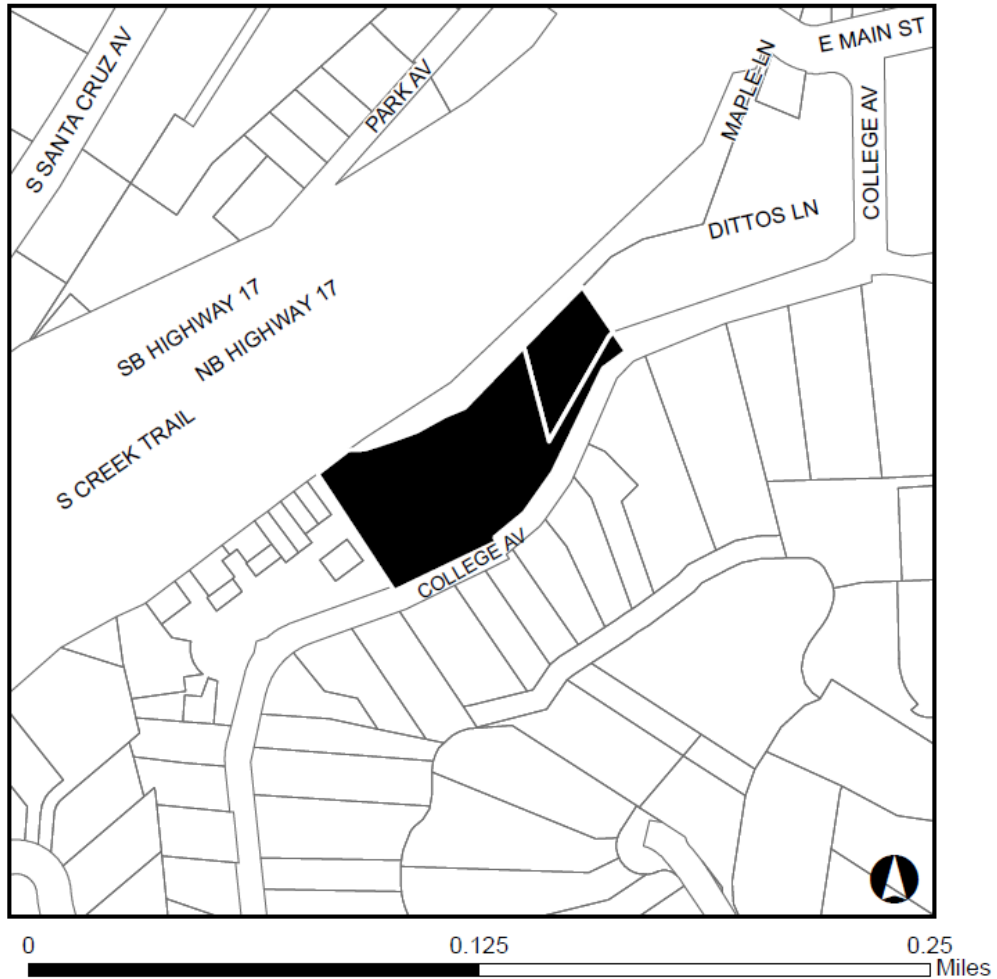 E MAIN ST
S SANTA CRUZ AV
PARK AV
MAPLE LN
COLLEGE AV
DITTOS LN
SB HIGHWAY 17
NB HIGHWAY 17
S CREEK TRAIL
COLLEGE AV
0 0.125 0.25
Miles